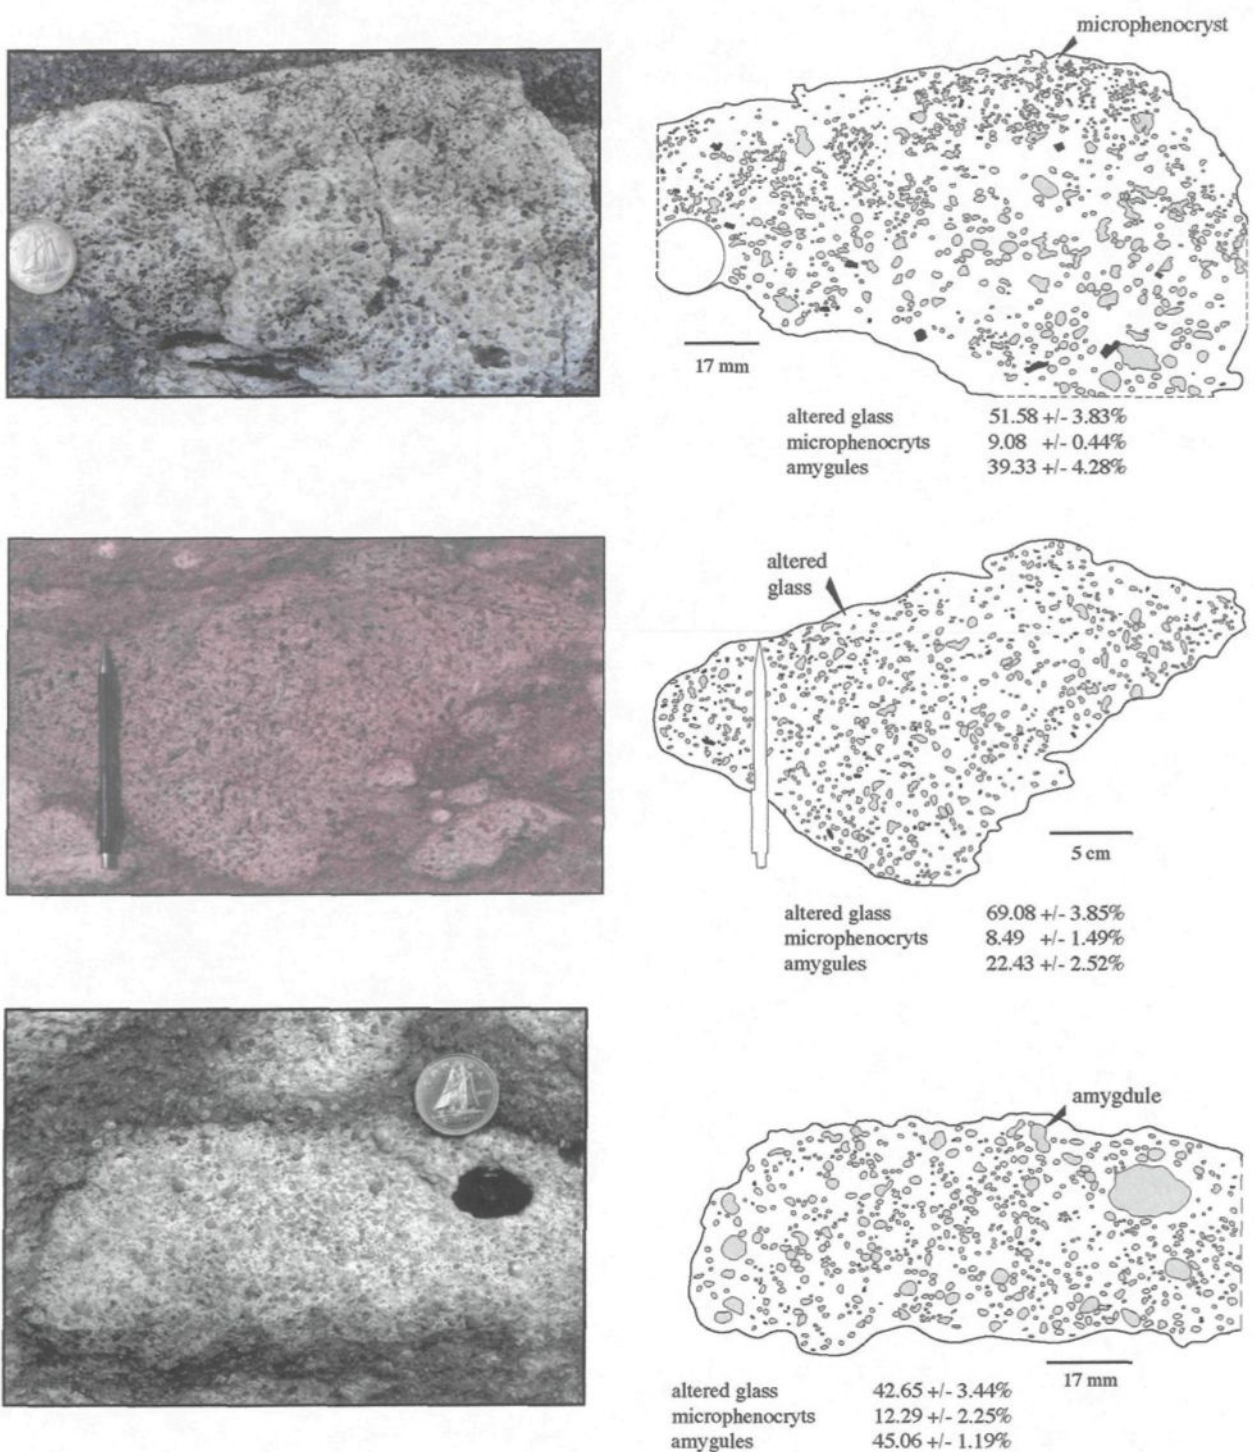 microphenocryst
17 mm
altered glass 51.58 +/- 3.83%
microphenocryts 9.08 +/- 0.44%
amygules 39.33 +/- 4.28%
altered
glass
5 cm
altered glass 69.08 +/- 3.85%
microphenocryts 8.49 +/- 1.49%
amygules 22.43 +/- 2.52%
amygdule
17 mm
altered glass 42.65 +/- 3.44%
microphenocryts 12.29 +/- 2.25%
amygules 45.06 +/- 1.19%